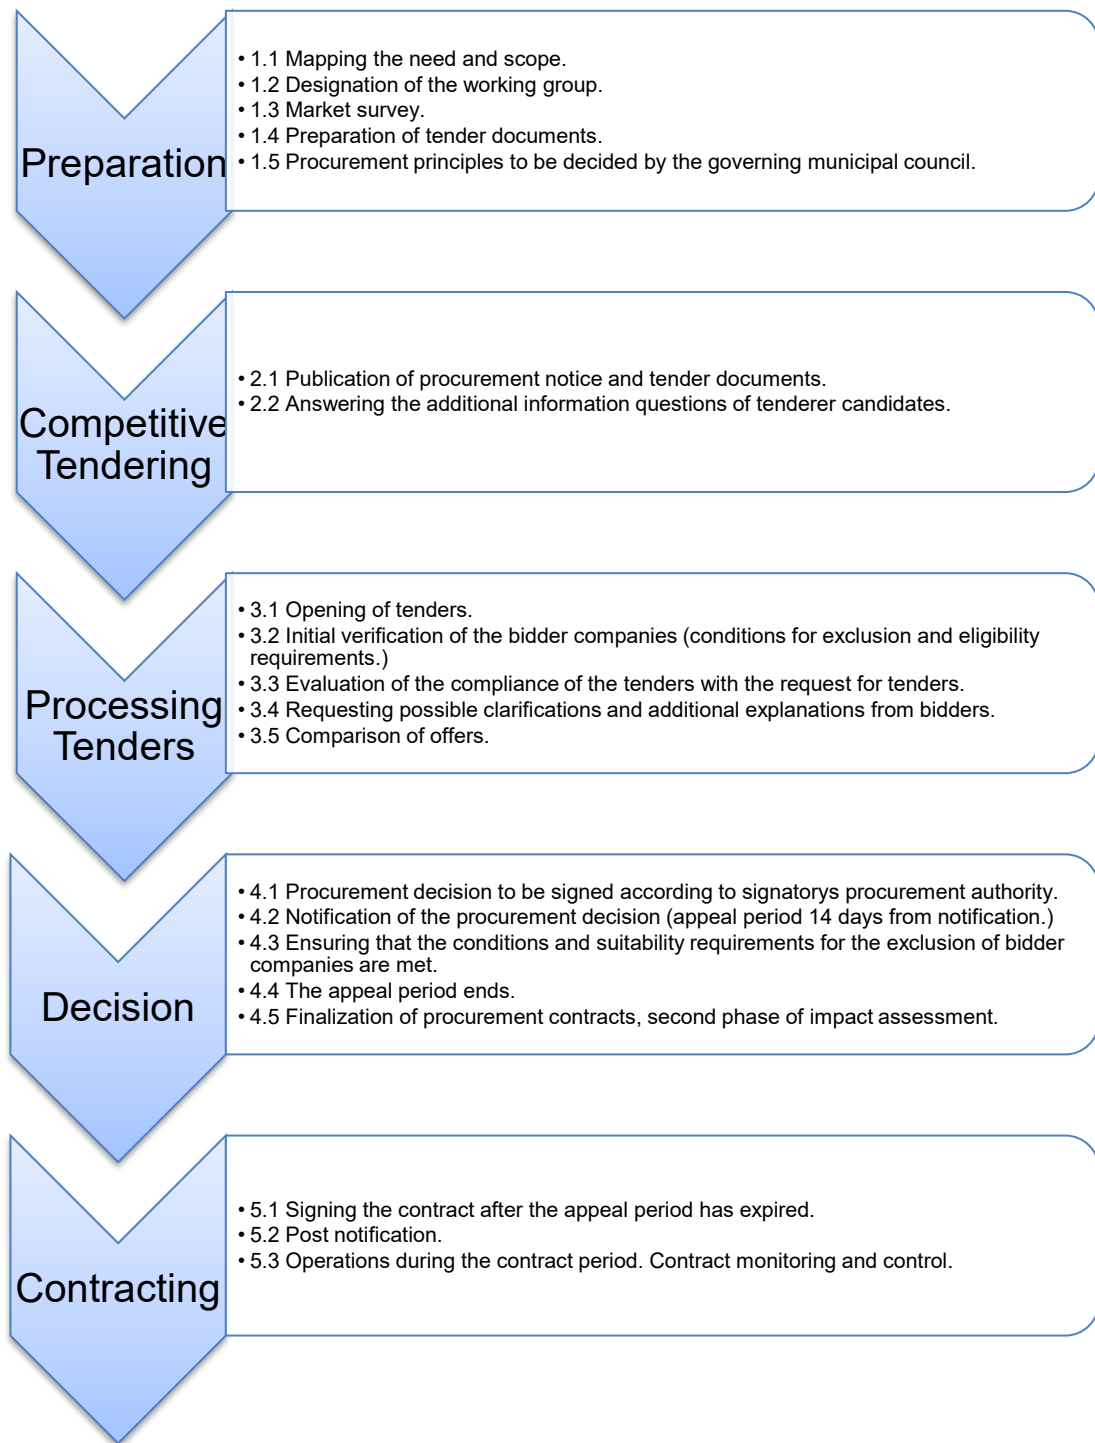 Preparation
• 1.1 Mapping the need and scope.
• 1.2 Designation of the working group.
• 1.3 Market survey.
• 1.4 Preparation of tender documents.
• 1.5 Procurement principles to be decided by the governing municipal council.
Competitive
Tendering
• 2.1 Publication of procurement notice and tender documents.
• 2.2 Answering the additional information questions of tenderer candidates.
Processing
Tenders
• 3.1 Opening of tenders.
• 3.2 Initial verification of the bidder companies (conditions for exclusion and eligibility
requirements.)
• 3.3 Evaluation of the compliance of the tenders with the request for tenders.
• 3.4 Requesting possible clarifications and additional explanations from bidders.
• 3.5 Comparison of offers.
Decision
• 4.1 Procurement decision to be signed according to signatorys procurement authority.
• 4.2 Notification of the procurement decision (appeal period 14 days from notification.)
• 4.3 Ensuring that the conditions and suitability requirements for the exclusion of bidder
companies are met.
• 4.4 The appeal period ends.
• 4.5 Finalization of procurement contracts, second phase of impact assessment.
Contracting
• 5.1 Signing the contract after the appeal period has expired.
• 5.2 Post notification.
• 5.3 Operations during the contract period. Contract monitoring and control.